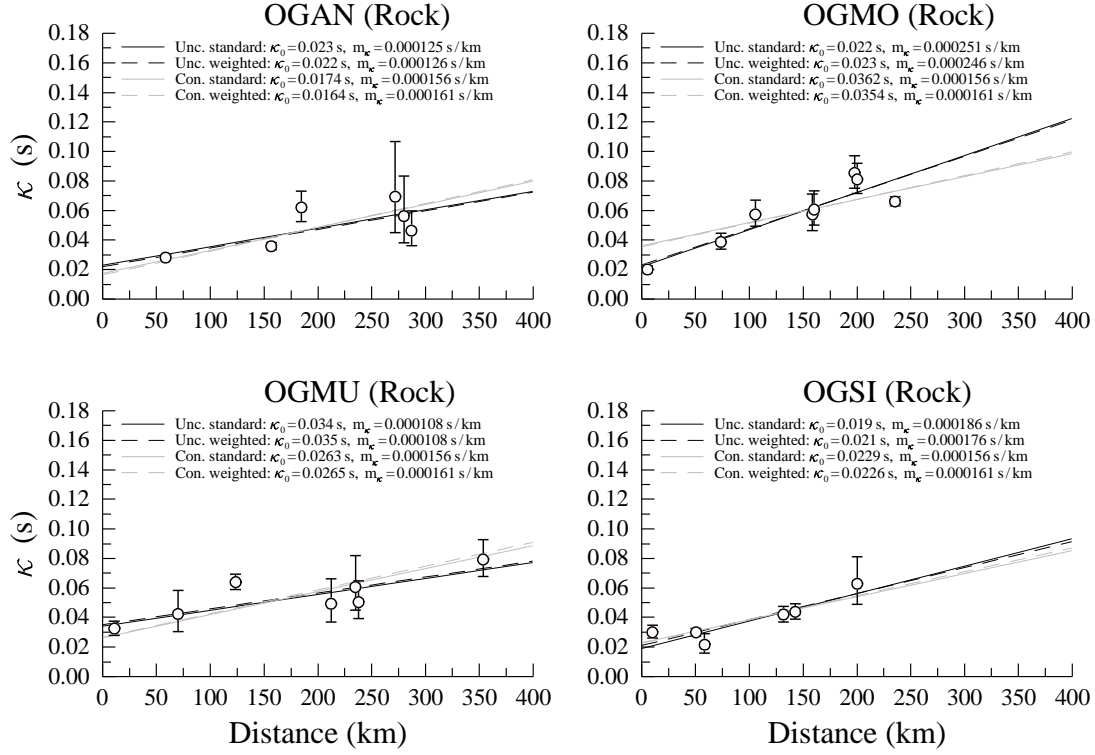 OGAN (Rock)
Unc. standard: κ₀=0.023 s, mκ=0.000125 s/km
Unc. weighted: κ₀=0.022 s, mκ=0.000126 s/km
Con. standard: κ₀=0.0174 s, mκ=0.000156 s/km
Con. weighted: κ₀=0.0164 s, mκ=0.000161 s/km
0.18
0.16
0.14
0.12
0.10
0.08
0.06
0.04
0.02
0.00
κ (s)
0 50 100 150 200 250 300 350 400
OGMO (Rock)
Unc. standard: κ₀=0.022 s, mκ=0.000251 s/km
Unc. weighted: κ₀=0.023 s, mκ=0.000246 s/km
Con. standard: κ₀=0.0362 s, mκ=0.000156 s/km
Con. weighted: κ₀=0.0354 s, mκ=0.000161 s/km
0.18
0.16
0.14
0.12
0.10
0.08
0.06
0.04
0.02
0.00
0 50 100 150 200 250 300 350 400
OGMU (Rock)
Unc. standard: κ₀=0.034 s, mκ=0.000108 s/km
Unc. weighted: κ₀=0.035 s, mκ=0.000108 s/km
Con. standard: κ₀=0.0263 s, mκ=0.000156 s/km
Con. weighted: κ₀=0.0265 s, mκ=0.000161 s/km
0.18
0.16
0.14
0.12
0.10
0.08
0.06
0.04
0.02
0.00
κ (s)
0 50 100 150 200 250 300 350 400
Distance (km)
OGSI (Rock)
Unc. standard: κ₀=0.019 s, mκ=0.000186 s/km
Unc. weighted: κ₀=0.021 s, mκ=0.000176 s/km
Con. standard: κ₀=0.0229 s, mκ=0.000156 s/km
Con. weighted: κ₀=0.0226 s, mκ=0.000161 s/km
0.18
0.16
0.14
0.12
0.10
0.08
0.06
0.04
0.02
0.00
0 50 100 150 200 250 300 350 400
Distance (km)